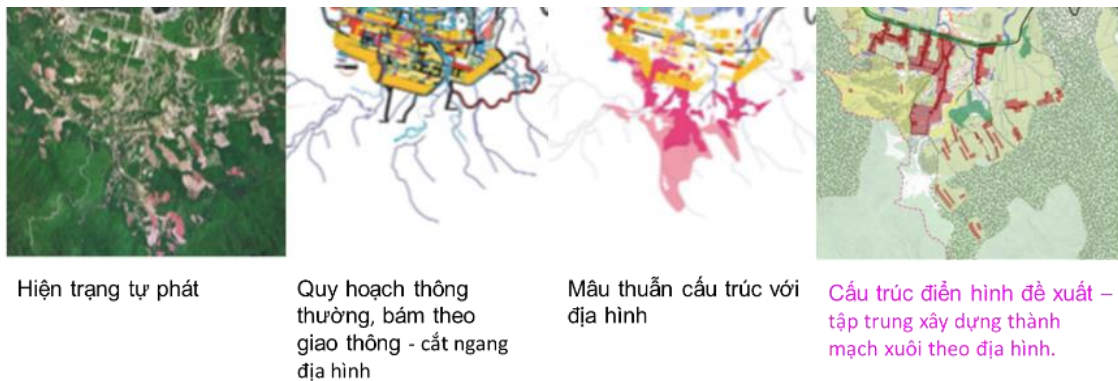 Hiện trạng tự phát
Quy hoạch thông
thường, bám theo
giao thông - cắt ngang
địa hình
Mâu thuẫn cấu trúc với
địa hình
Cấu trúc điển hình đề xuất –
tập trung xây dựng thành
mạch xuôi theo địa hình.